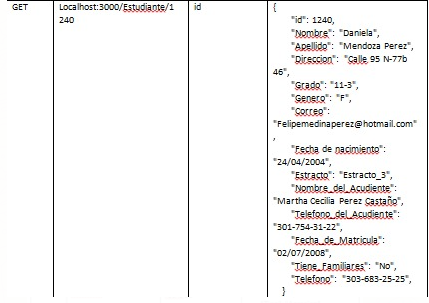 GET
Localhost:3000/Estudiante/1
240
id
{
"id": 1240,
"Nombre": "Daniela",
"Apellido": "Mendoza Perez",
"Direccion": "Calle 95 N-77b
46",
"Grado": "11-3",
"Genero": "F",
"Correo":
"Felipemedinaperez@hotmail.com"
,
"Fecha de nacimiento":
"24/04/2004",
"Estracto": "Estracto_3",
"Nombre_del_Acudiente":
"Martha Cecilia Perez Castaño",
"Telefono_del_Acudiente":
"301-754-31-22",
"Fecha_de_Matricula":
"02/07/2008",
"Tiene_Familiares": "No",
"Telefono": "303-683-25-25",
}